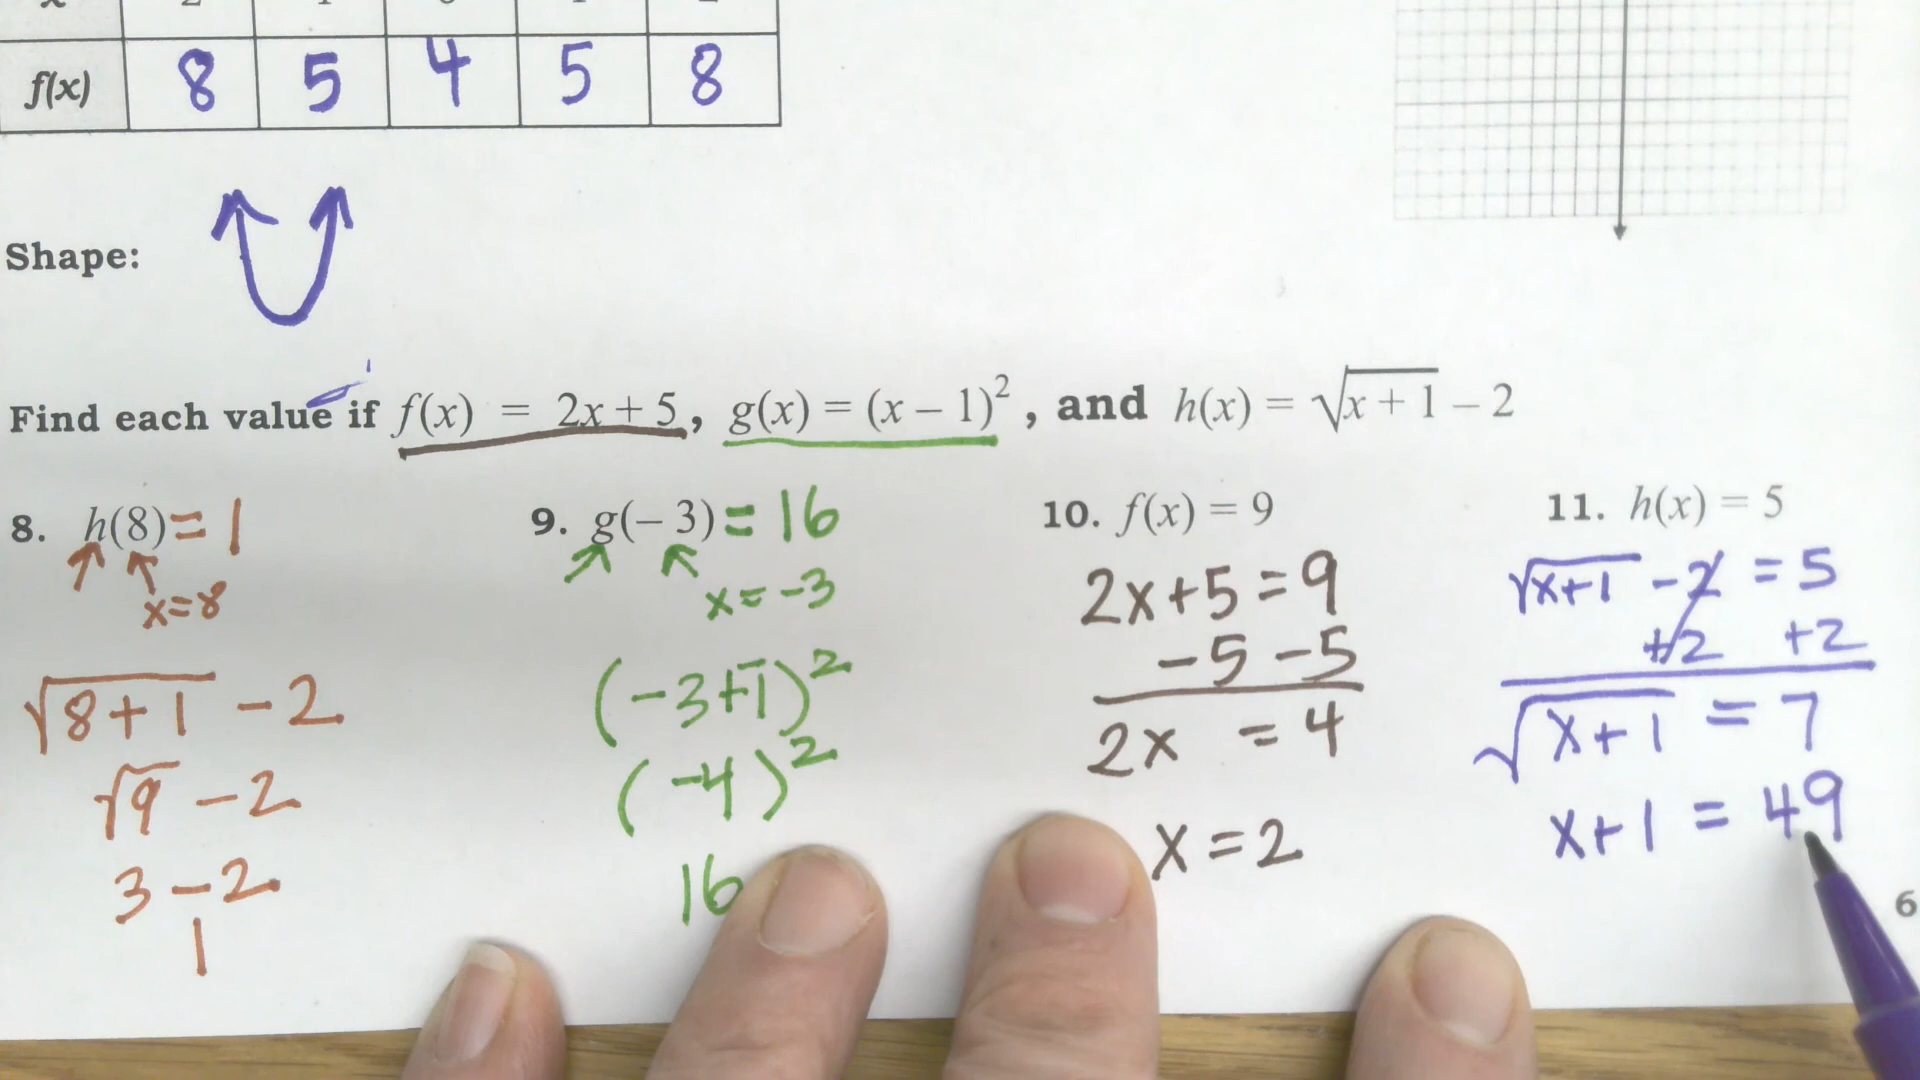 f(x) 8 5 4 5 8
Shape:
Find each value if f(x) = 2x + 5, g(x) = (x – 1)², and h(x) = √(x + 1) – 2
8. h(8) = 1
x=8
√(8+1) – 2
√9 – 2
3 – 2
1
9. g(– 3) = 16
x = -3
(-3+-1)²
(-4)²
16
10. f(x) = 9
2x+5 = 9
-5 -5
2x = 4
x = 2
11. h(x) = 5
√(x+1) - 2 = 5
+2 +2
√(x+1) = 7
x+1 = 49
6